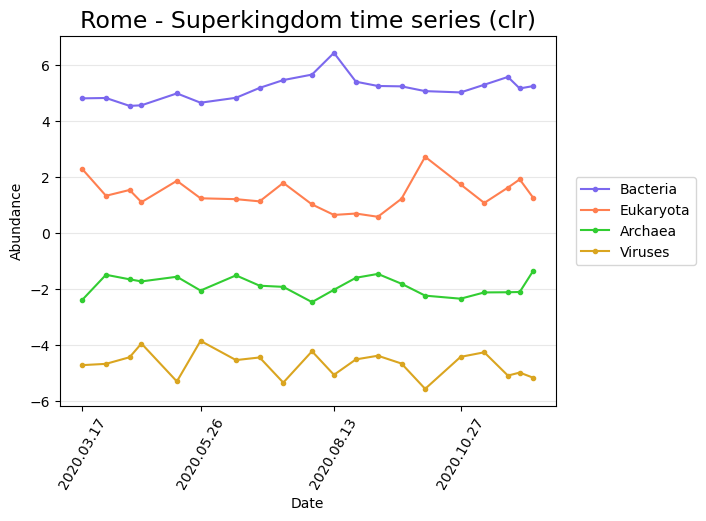 Rome - Superkingdom time series (clr)
6
4
2
0
−2
−4
−6
Abundance
2020.03.17
2020.05.26
2020.08.13
2020.10.27
Date
Bacteria
Eukaryota
Archaea
Viruses